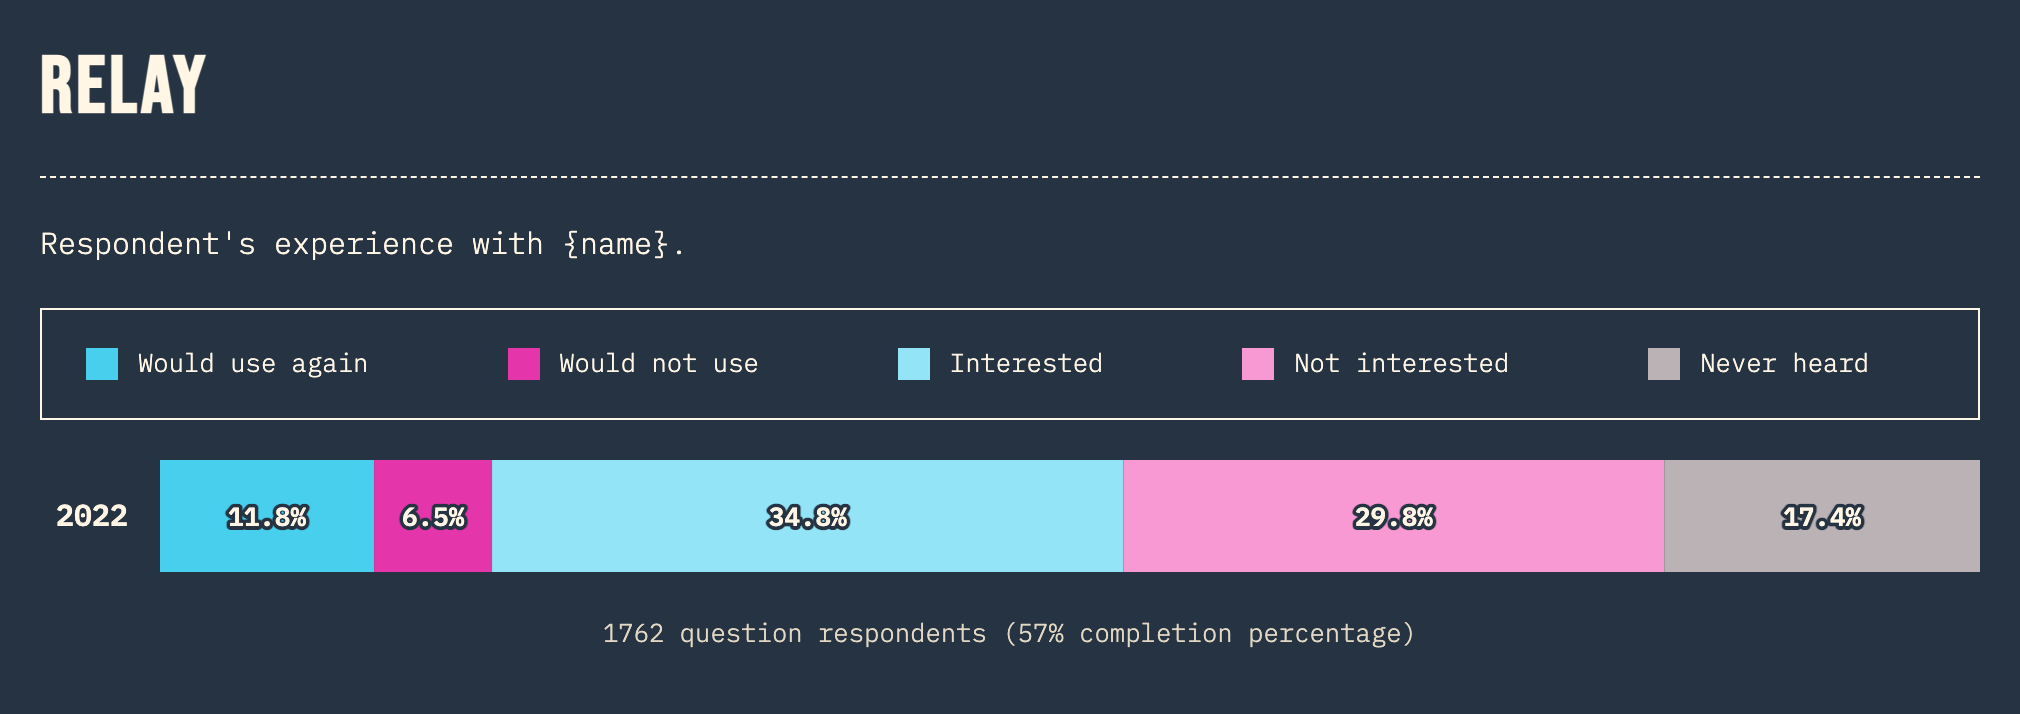 RELAY
Respondent's experience with {name}.
Would use again Would not use Interested Not interested Never heard
2022 11.8% 6.5% 34.8% 29.8% 17.4%
1762 question respondents (57% completion percentage)